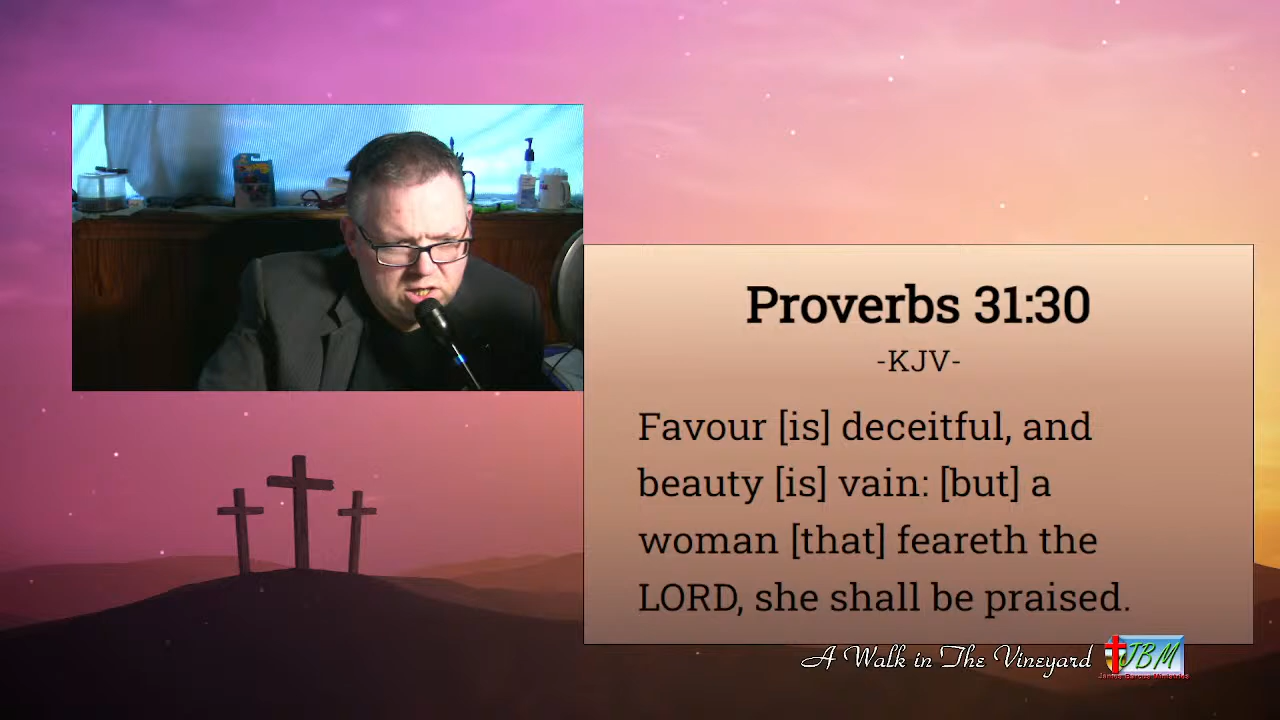 Proverbs 31:30
-KJV-
Favour [is] deceitful, and
beauty [is] vain: [but] a
woman [that] feareth the
LORD, she shall be praised.
A Walk in The Vineyard
JBM